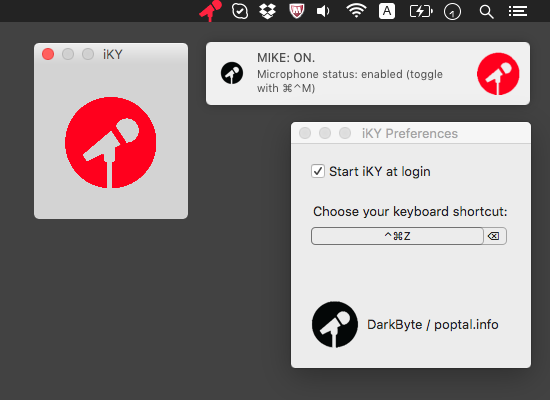 A
iKY
MIKE: ON.
Microphone status: enabled (toggle
with ⌘^M)
iKY Preferences
Start iKY at login
Choose your keyboard shortcut:
^⌘Z
DarkByte / poptal.info